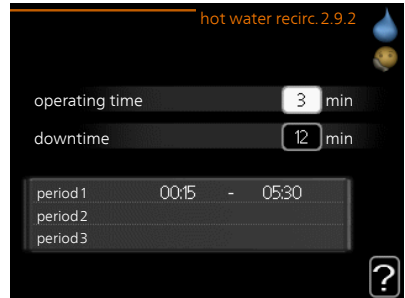 hot water recirc. 2.9.2
operating time 3 min
downtime 12 min
period 1 00:15 - 05:30
period 2
period 3
?